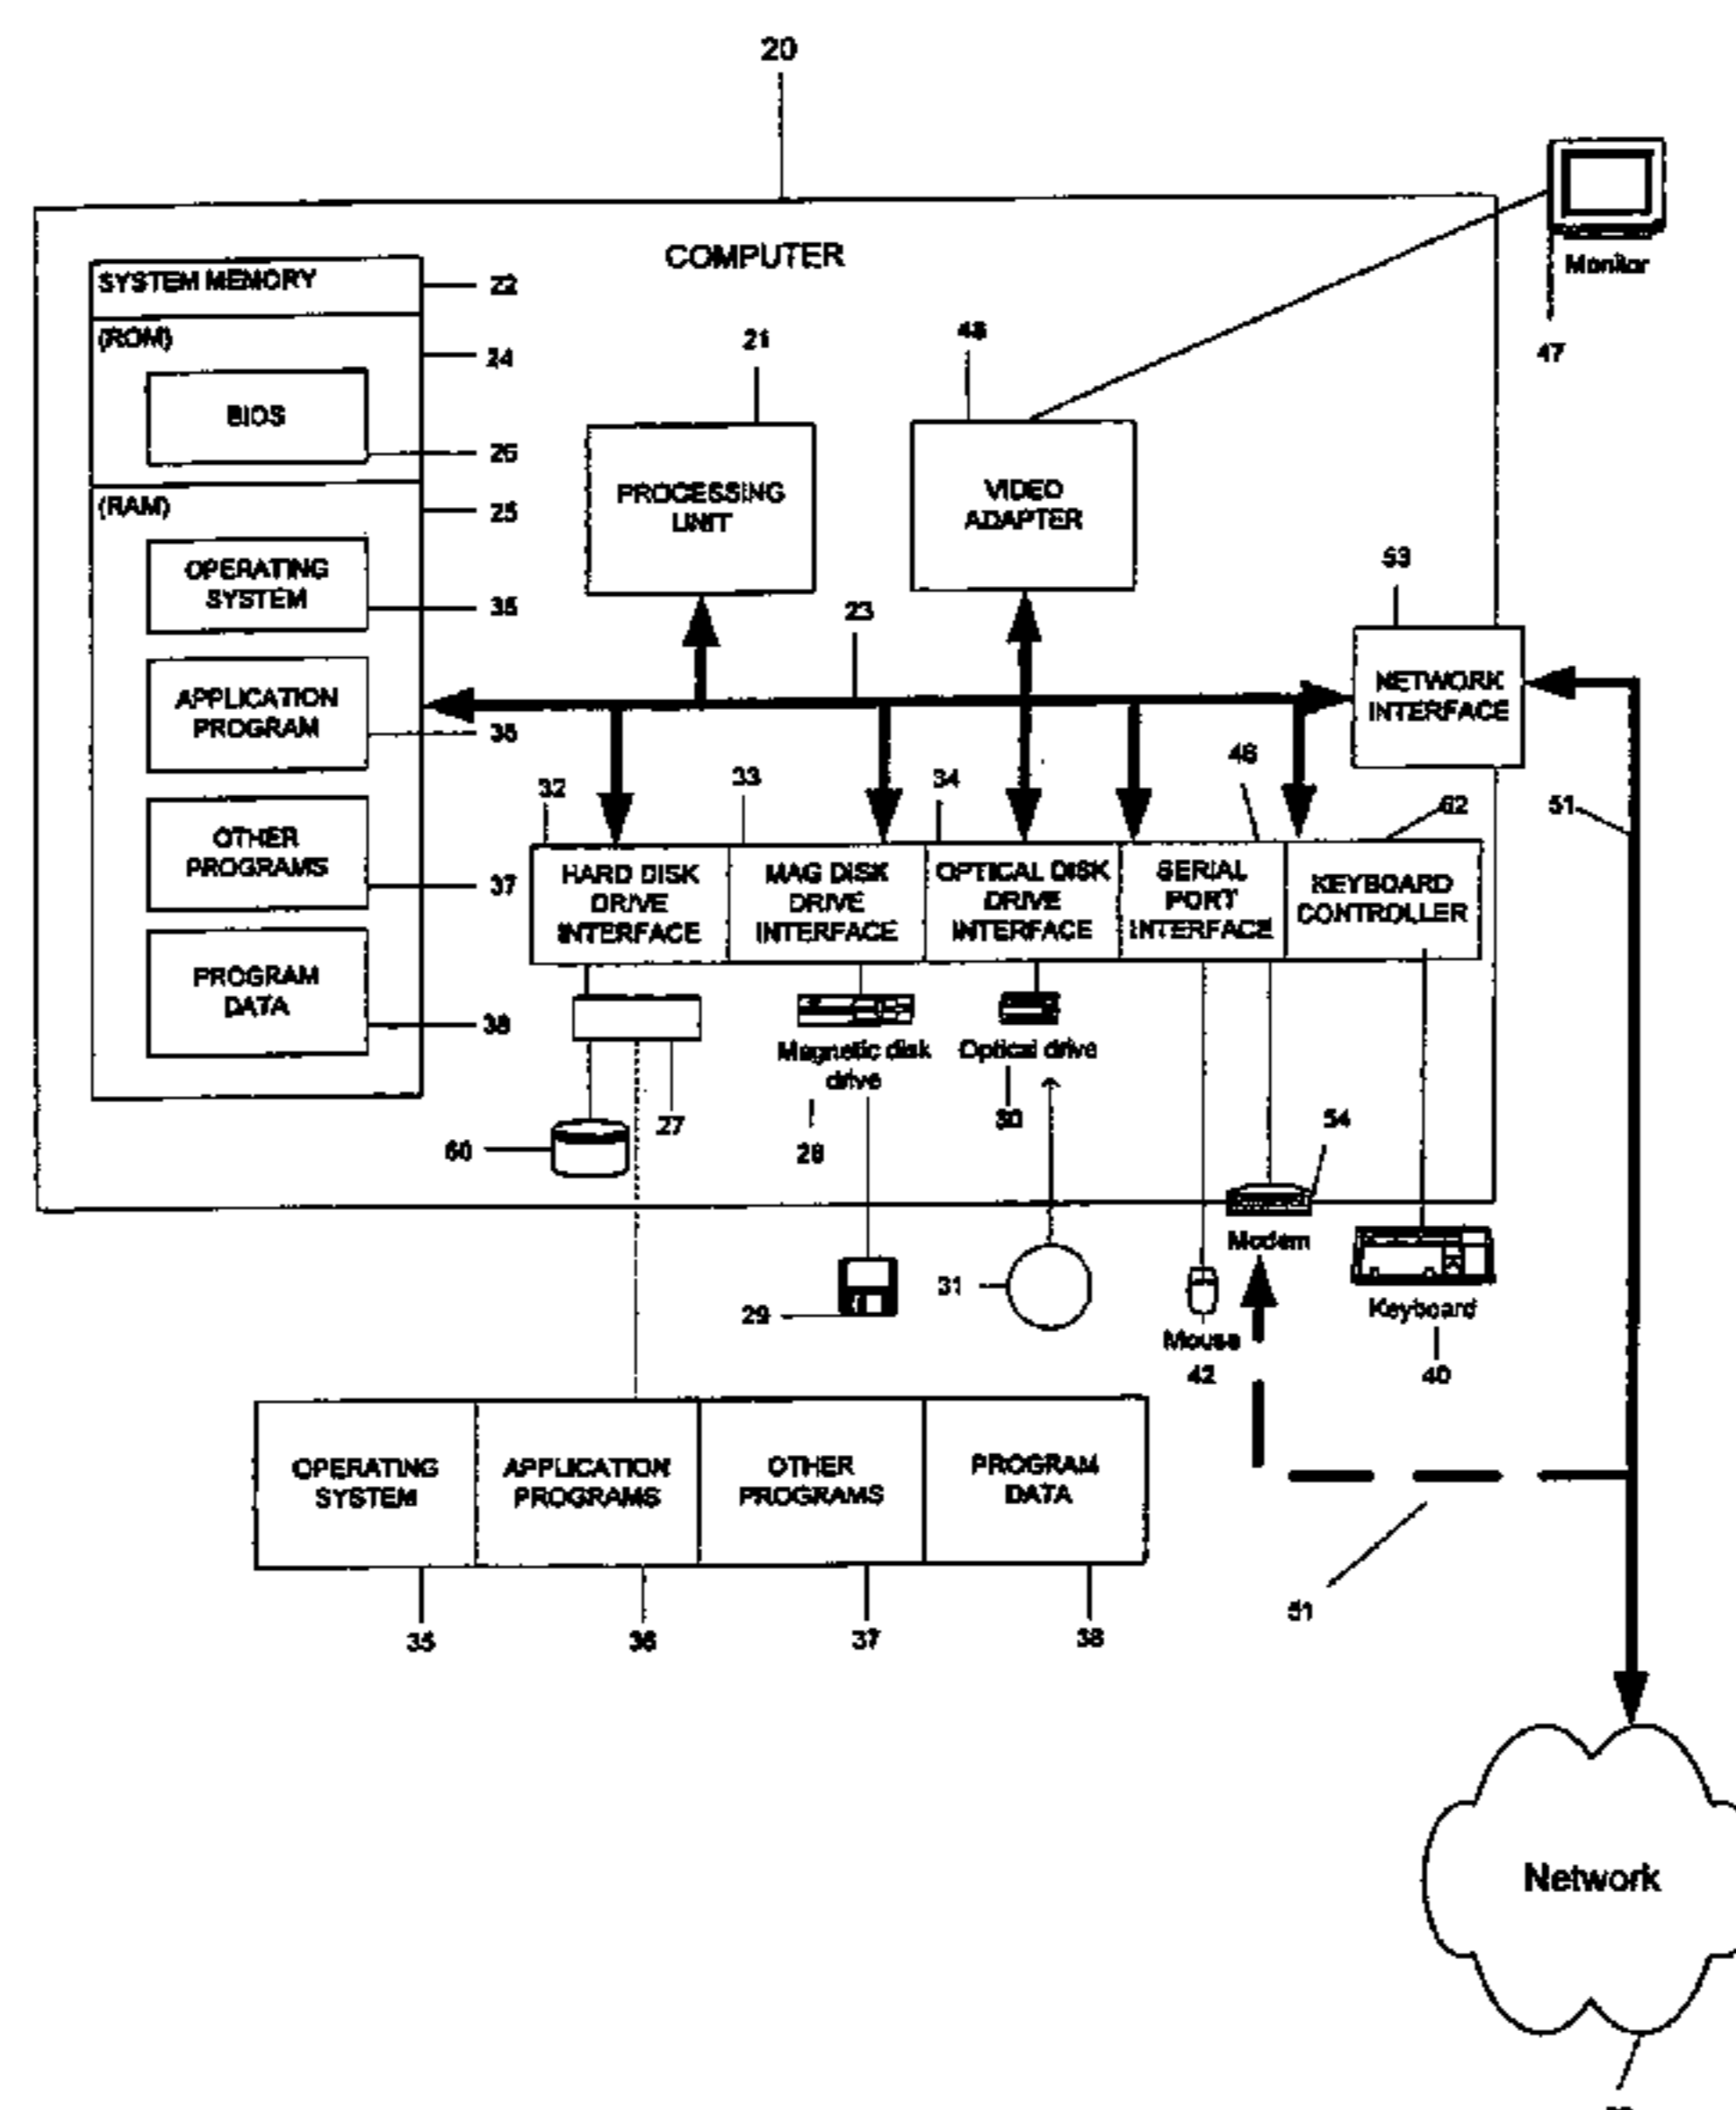 20
COMPUTER
Monitor
47
SYSTEM MEMORY
22
(ROM)
24
BIOS
26
(RAM)
25
OPERATING
SYSTEM
35
APPLICATION
PROGRAM
36
OTHER
PROGRAMS
37
PROGRAM
DATA
38
21
PROCESSING
UNIT
48
VIDEO
ADAPTER
23
53
NETWORK
INTERFACE
51
32
33
34
46
HARD DISK
DRIVE
INTERFACE
MAG DISK
DRIVE
INTERFACE
OPTICAL DISK
DRIVE
INTERFACE
SERIAL
PORT
INTERFACE
KEYBOARD
CONTROLLER
Magnetic disk
drive
Optical drive
60
27
28
30
54
Modem
29
31
Mouse
42
Keyboard
40
OPERATING
SYSTEM
APPLICATION
PROGRAMS
OTHER
PROGRAMS
PROGRAM
DATA
51
35
36
37
38
Network